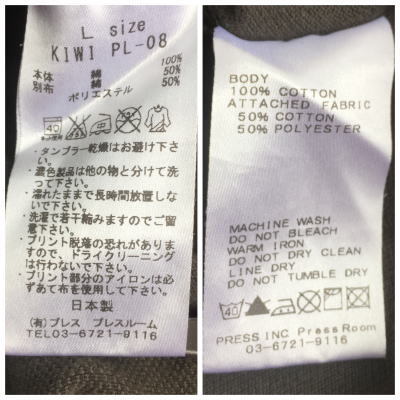 L size
KIWI PL-08
本体 綿 100%
別布 綿 50%
ポリエステル 50%
40
・タンブラー乾燥はお避け下さい。
・濃色製品は他の物と分けて洗って下さい。
・濡れたままで長時間放置しないで下さい。
・洗濯で若干縮みますのでご留意下さい。
・プリント脱落の恐れがありますので、ドライクリーニングは行わないで下さい。
・プリント部分のアイロンは必ずあて布を使用して下さい。
日本製
(有)プレス プレスルーム
TEL03-6721-9116
BODY
100% COTTON
ATTACHED FABRIC
50% COTTON
50% POLYESTER
MACHINE WASH
DO NOT BLEACH
WARM IRON
DO NOT DRY CLEAN
LINE DRY
DO NOT TUMBLE DRY
40
PRESS INC PressRoom
03-6721-9116